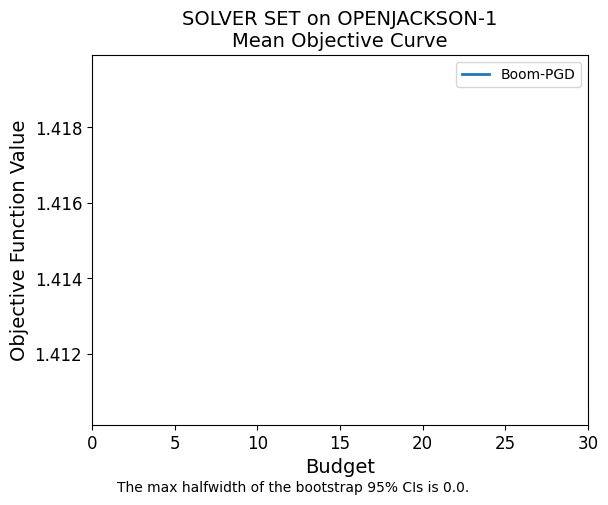 SOLVER SET on OPENJACKSON-1
Mean Objective Curve
Boom-PGD
Objective Function Value
1.418
1.416
1.414
1.412
0 5 10 15 20 25 30
Budget
The max halfwidth of the bootstrap 95% CIs is 0.0.